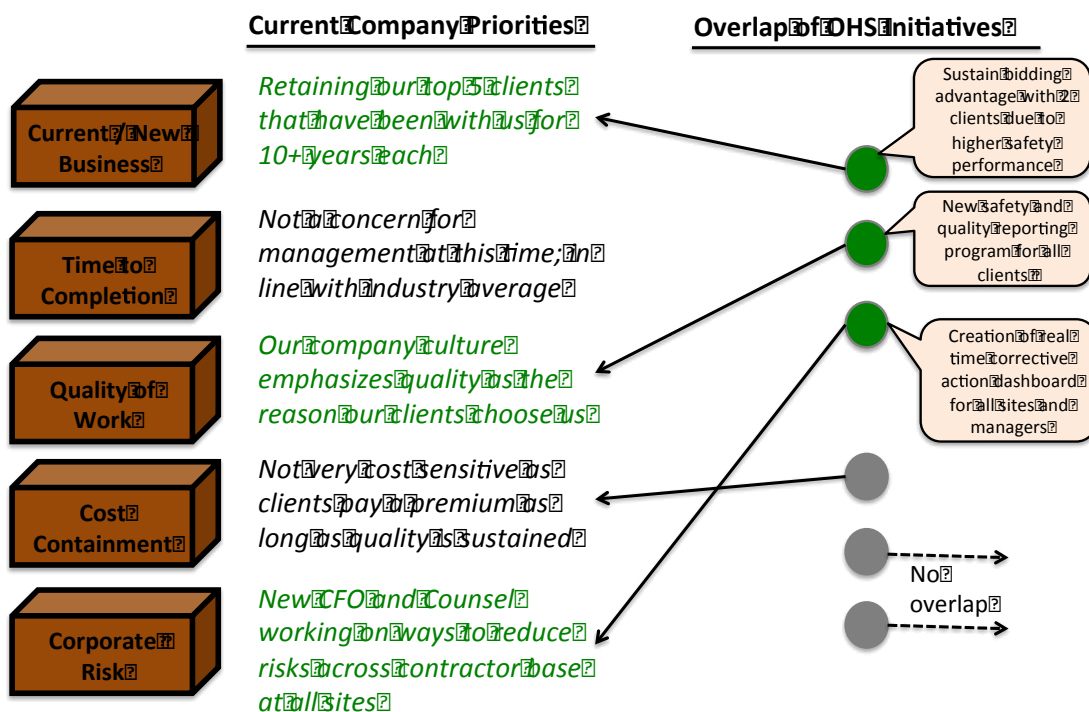 Current Company Priorities
Overlap of OHS Initiatives
Current / New
Business
Retaining our top 5 clients
that have been with us for
10+ years each
Sustain bidding
advantage with 2
clients due to
higher safety
performance
Time to
Completion
Not a concern for
management at this time; in
line with industry average
New safety and
quality reporting
program for all
clients
Quality of
Work
Our company culture
emphasizes quality as the
reason our clients choose us
Creation of real
time corrective
action dashboard
for all sites and
managers
Cost
Containment
Not very cost sensitive as
clients pay a premium as
long as quality is sustained
Corporate
Risk
New CFO and Counsel
working on ways to reduce
risks across contractor base
at all sites
No
overlap